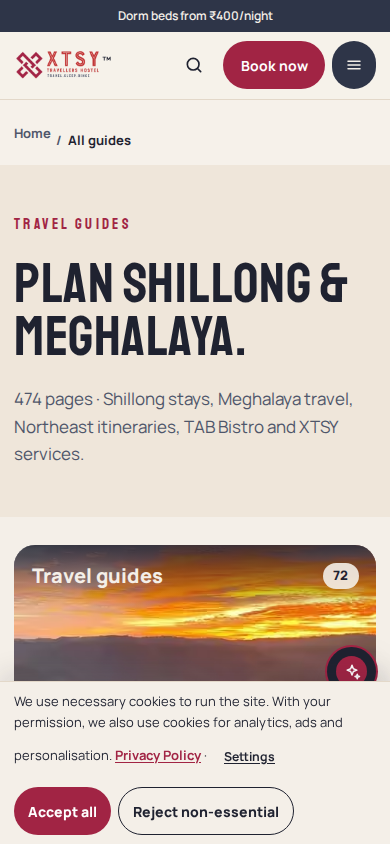 Dorm beds from ₹400/night
XTSY™
TRAVELLERS HOSTEL
TRAVEL.SLEEP.REPEAT
Book now
Home / All guides
TRAVEL GUIDES
PLAN SHILLONG &
MEGHALAYA.
474 pages · Shillong stays, Meghalaya travel,
Northeast itineraries, TAB Bistro and XTSY
services.
Travel guides 72
We use necessary cookies to run the site. With your
permission, we also use cookies for analytics, ads and
personalisation. Privacy Policy · Settings
Accept all Reject non-essential